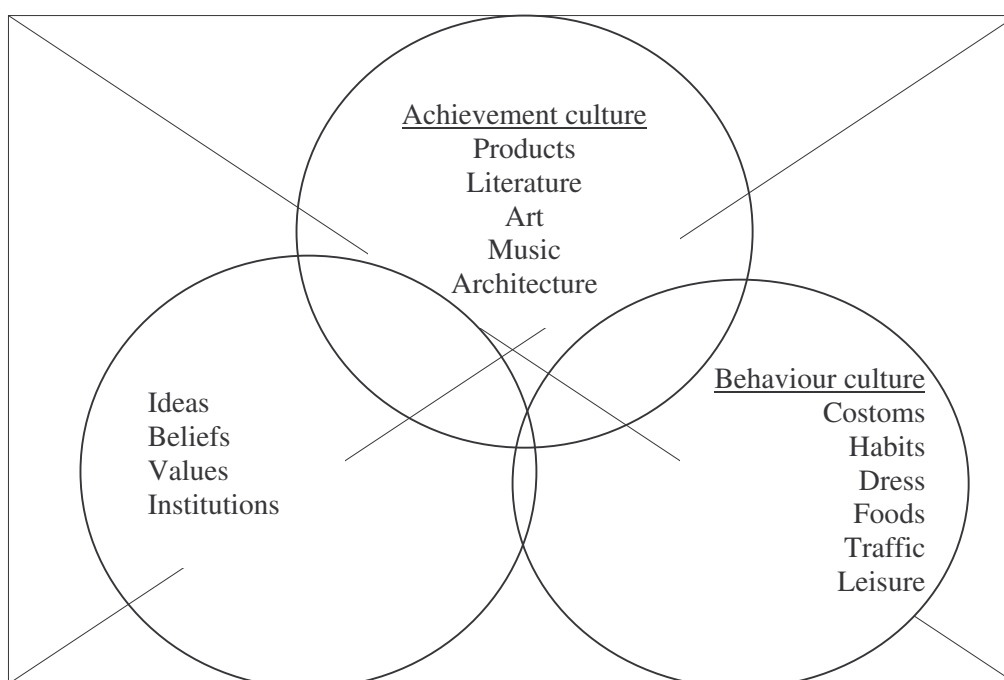 Achievement culture
Products
Literature
Art
Music
Architecture
Ideas
Beliefs
Values
Institutions
Behaviour culture
Costoms
Habits
Dress
Foods
Traffic
Leisure